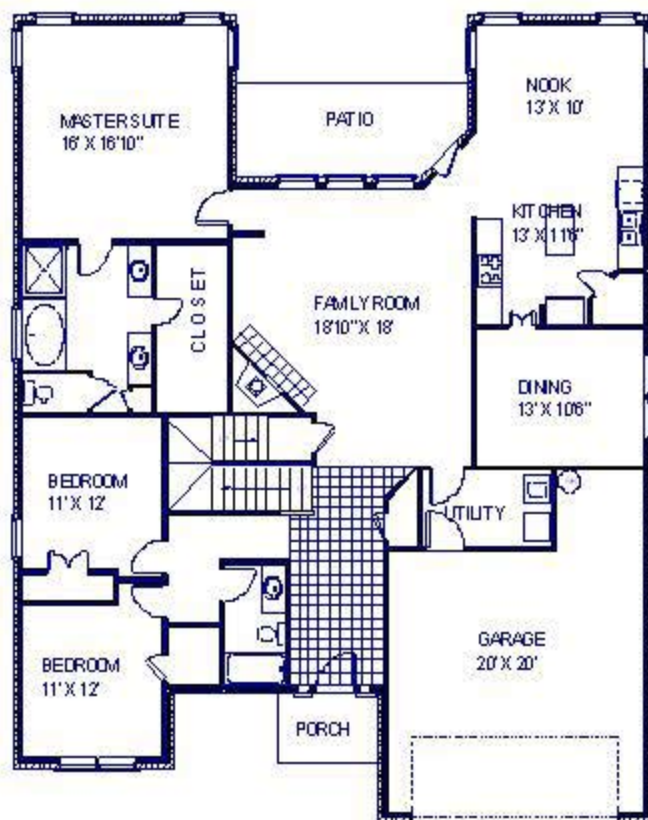 MASTER SUITE
16' X 16'10"
PATIO
NOOK
13' X 10'
KITCHEN
13' X 11'6"
CLOSET
FAMILY ROOM
18'10" X 18'
DINING
13' X 10'6"
BEDROOM
11' X 12'
UTILITY
BEDROOM
11' X 12'
GARAGE
20' X 20'
PORCH